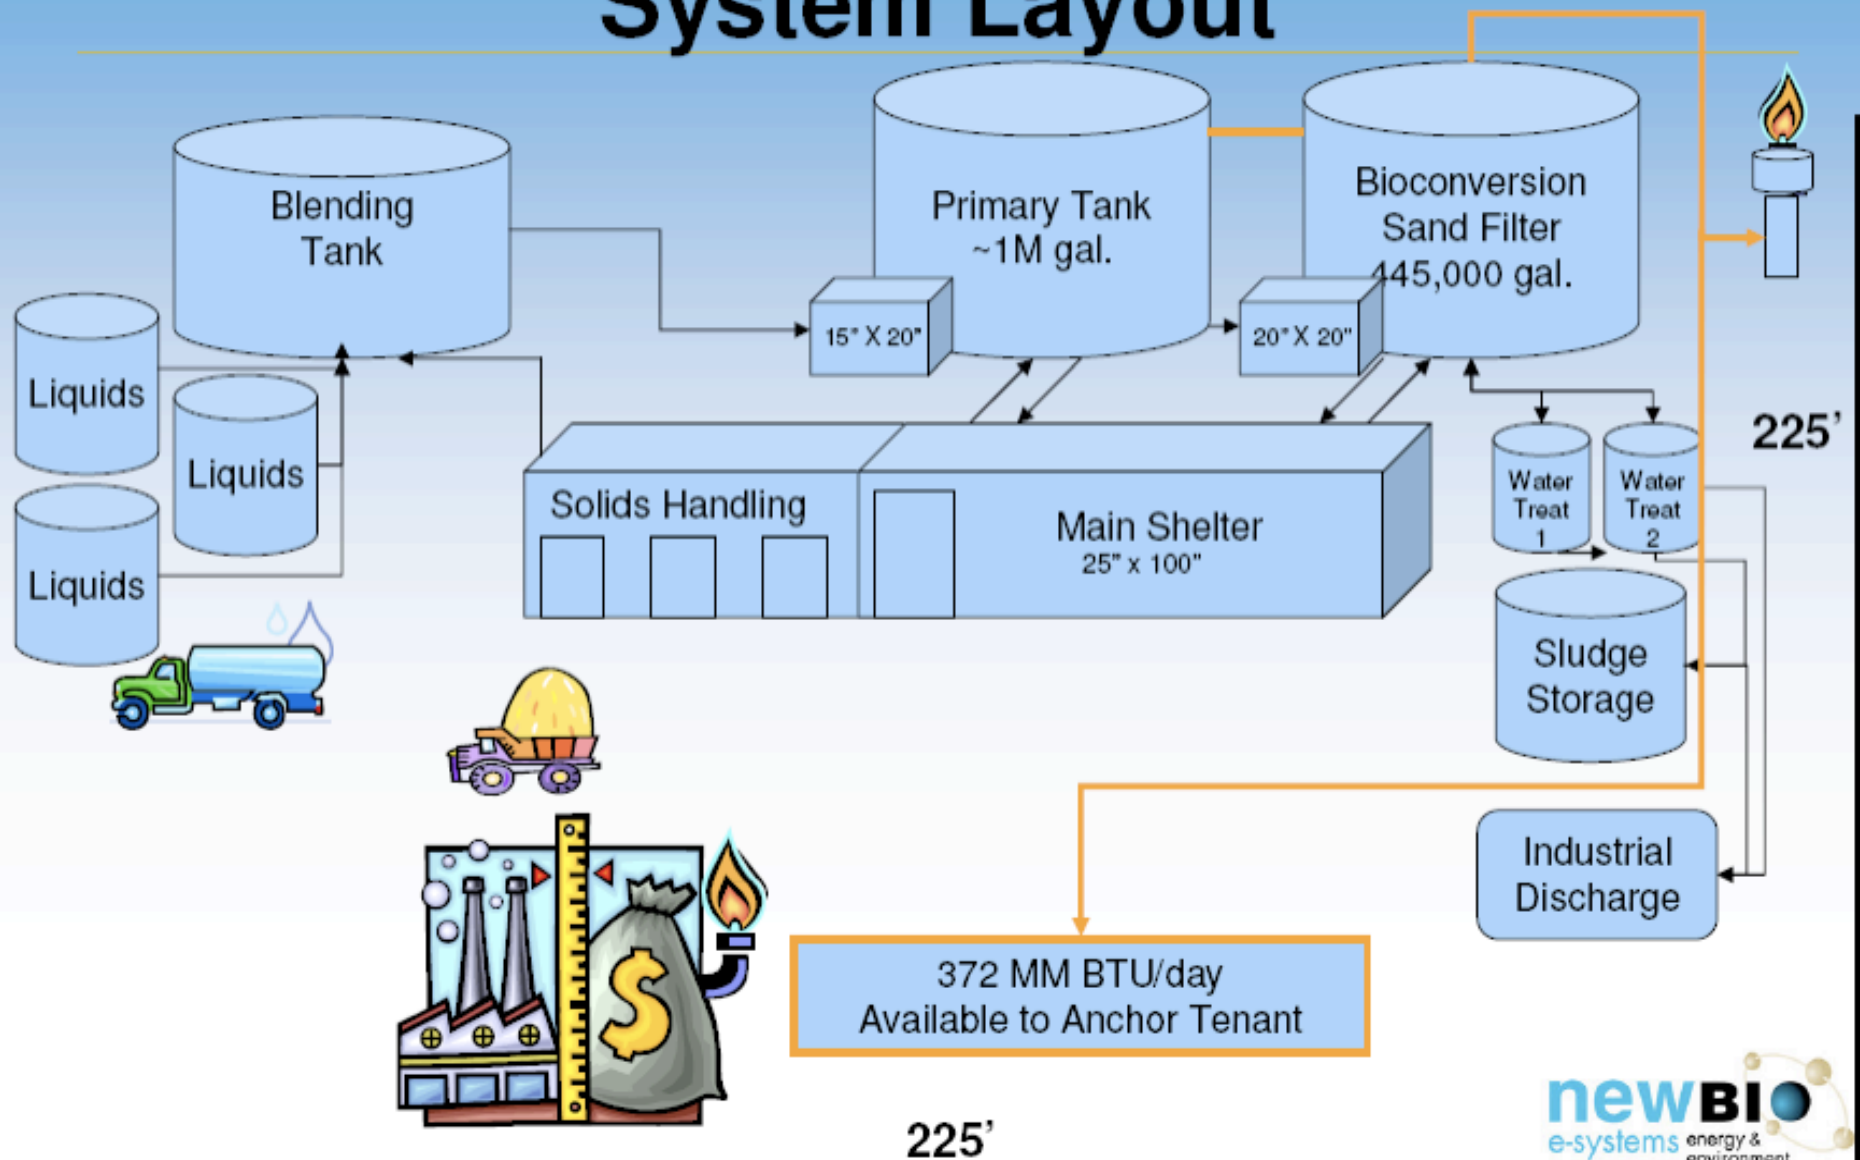 System Layout
Blending
Tank
Primary Tank
~1M gal.
Bioconversion
Sand Filter
445,000 gal.
15" X 20"
20" X 20"
Liquids
Liquids
Liquids
Solids Handling
Main Shelter
25" x 100"
Water
Treat
1
Water
Treat
2
225'
Sludge
Storage
Industrial
Discharge
$
372 MM BTU/day
Available to Anchor Tenant
225'
newBIO
e-systems energy &
environment